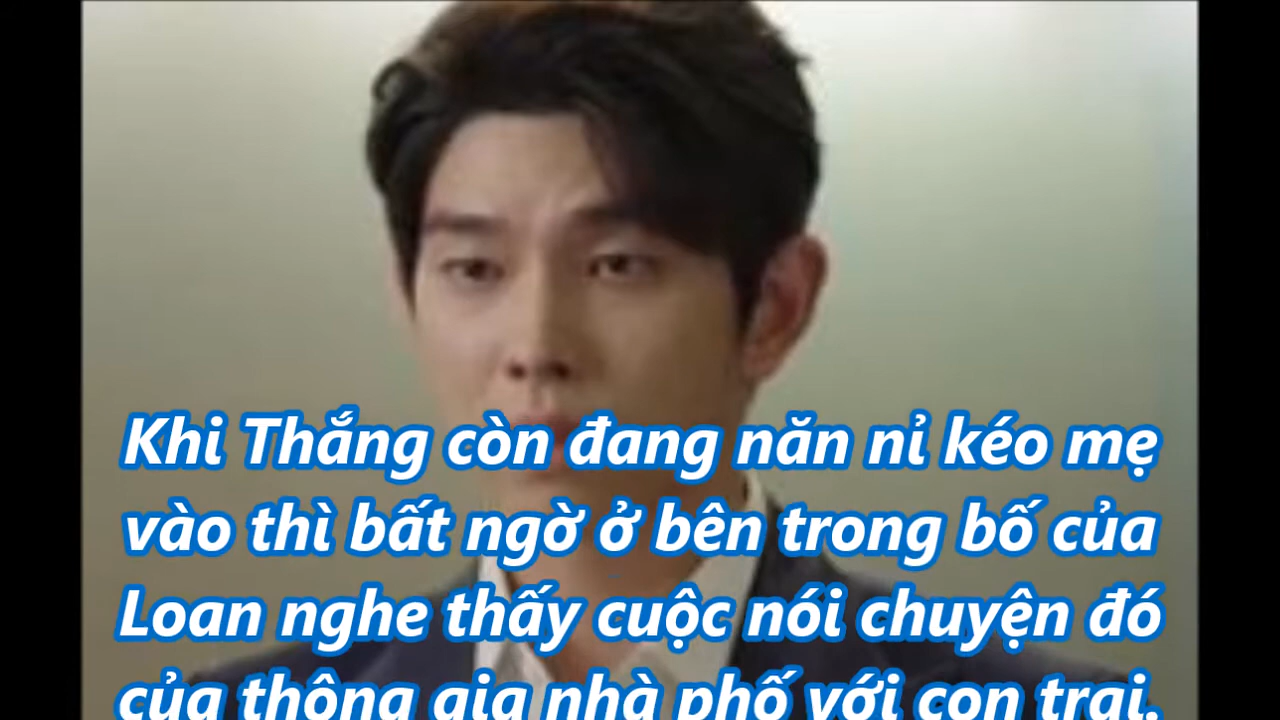 Khi Thắng còn đang năn nỉ kéo mẹ
vào thì bất ngờ ở bên trong bố của
Loan nghe thấy cuộc nói chuyện đó
của thông gia nhà phố với con trai.